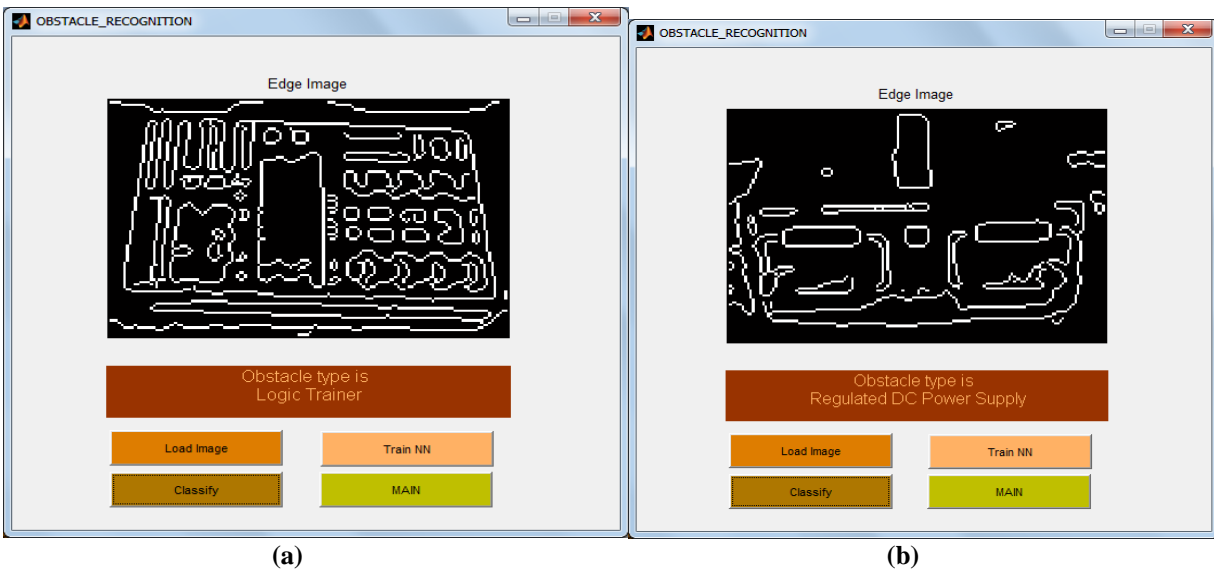 OBSTACLE_RECOGNITION
Edge Image
Obstacle type is
Logic Trainer
Load Image
Train NN
Classify
MAIN
(a)
OBSTACLE_RECOGNITION
Edge Image
Obstacle type is
Regulated DC Power Supply
Load Image
Train NN
Classify
MAIN
(b)